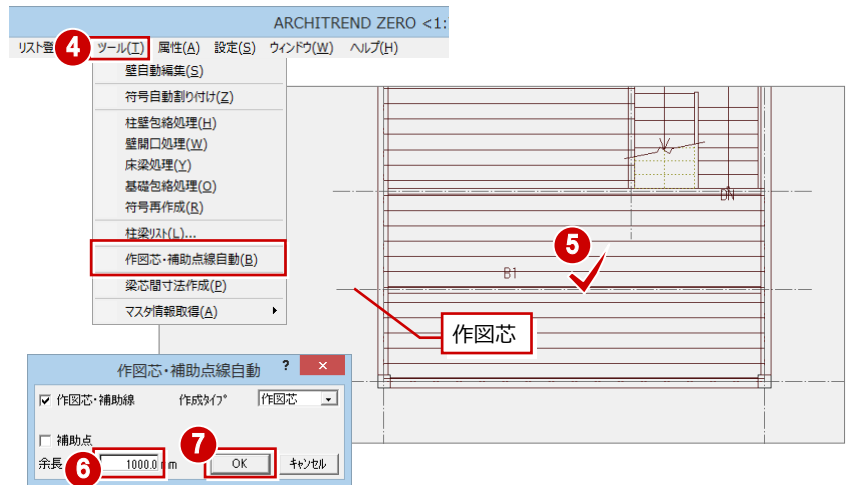 ARCHITREND ZERO <1:
リスト登 4 ツール(T) 属性(A) 設定(S) ウィンドウ(W) ヘルプ(H)
壁自動編集(S)
符号自動割り付け(Z)
柱壁包絡処理(H)
壁開口処理(W)
床梁処理(Y)
基礎包絡処理(O)
符号再作成(R)
柱梁リスト(L)...
作図芯・補助点線自動(B)
梁芯間寸法作成(P)
マスタ情報取得(A)
DN
5
B1
作図芯
作図芯・補助点線自動 ? ×
作図芯・補助線 作成タイプ 作図芯
補助点
余長 6 1000.0 mm 7 OK キャンセル